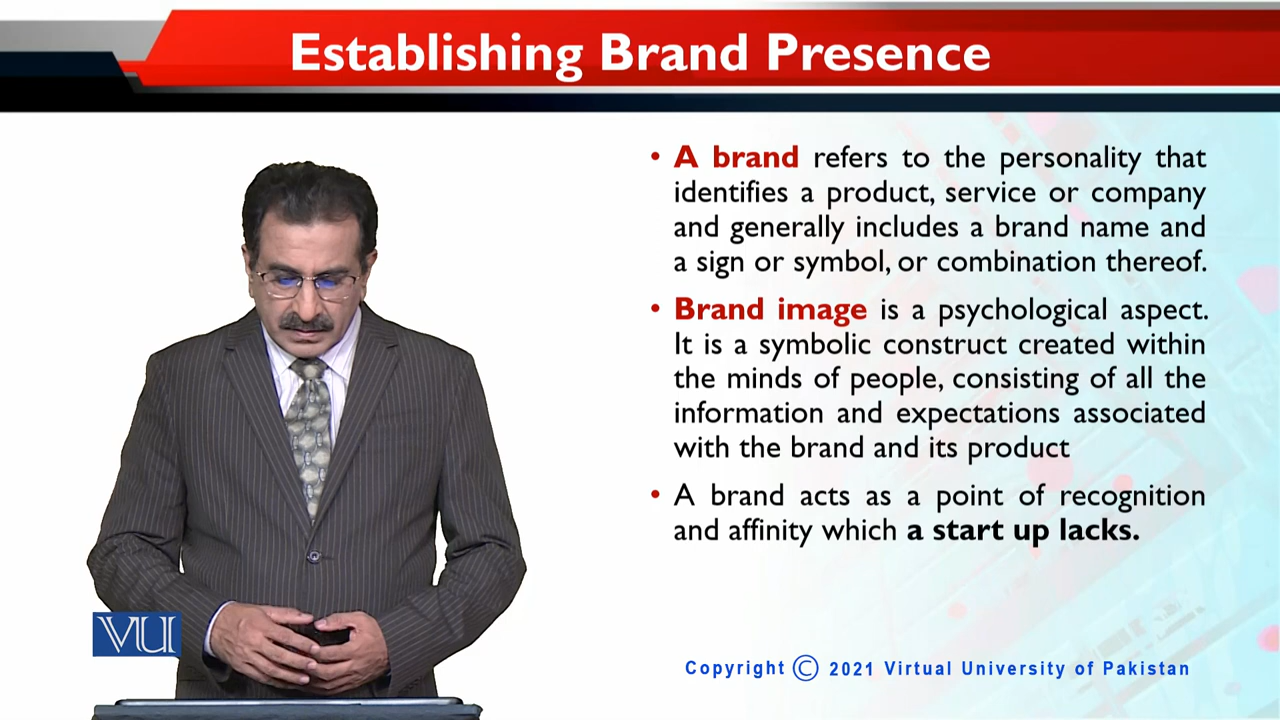 Establishing Brand Presence
• A brand refers to the personality that
identifies a product, service or company
and generally includes a brand name and
a sign or symbol, or combination thereof.
• Brand image is a psychological aspect.
It is a symbolic construct created within
the minds of people, consisting of all the
information and expectations associated
with the brand and its product
• A brand acts as a point of recognition
and affinity which a start up lacks.
VU
Copyright © 2021 Virtual University of Pakistan